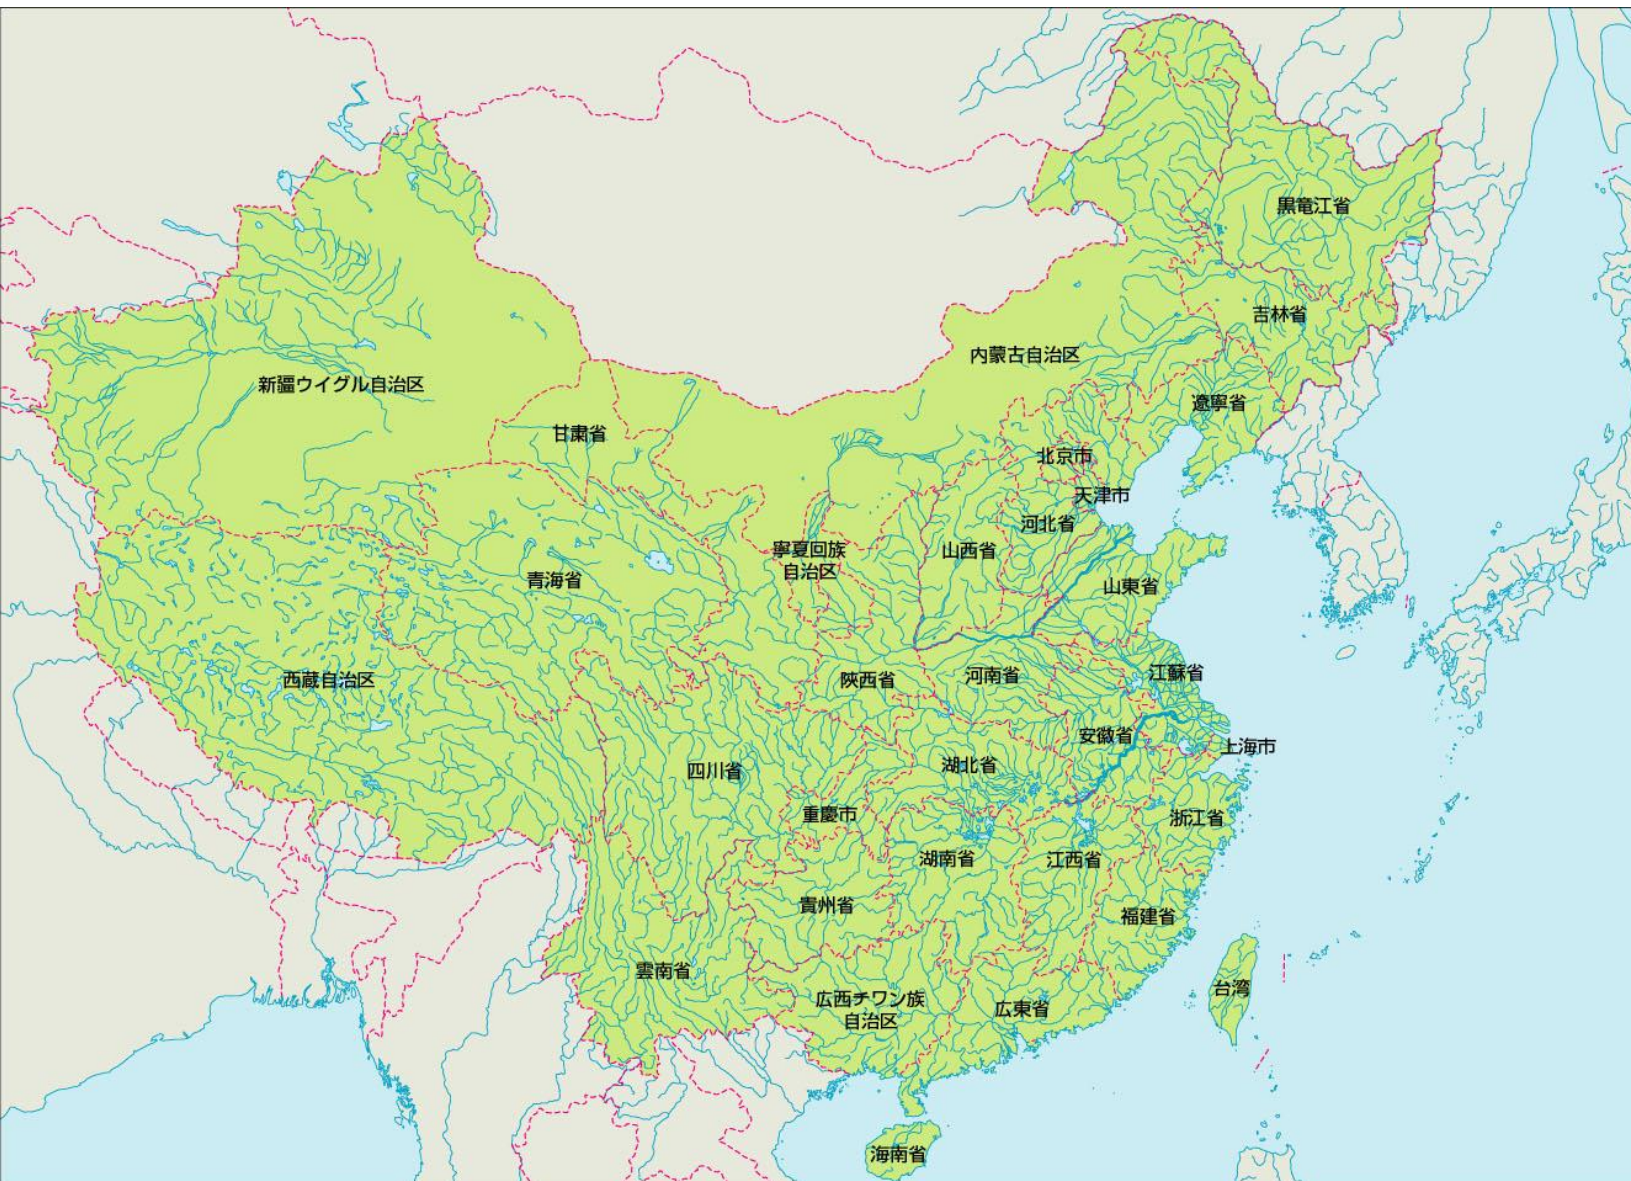 黒竜江省
吉林省
内蒙古自治区
新疆ウイグル自治区
遼寧省
甘粛省
北京市
天津市
河北省
山西省
寧夏回族
自治区
青海省
山東省
西蔵自治区
陝西省
河南省
江蘇省
安徽省
上海市
四川省
湖北省
重慶市
浙江省
湖南省
江西省
貴州省
福建省
雲南省
広西チワン族
自治区
広東省
台湾
海南省